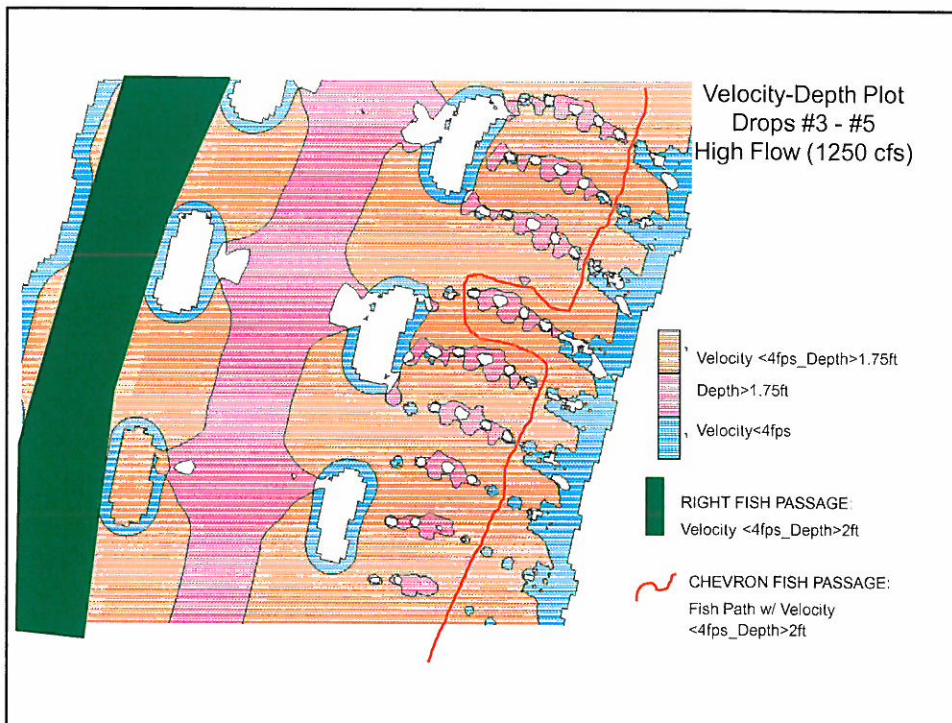 Velocity-Depth Plot
Drops #3 - #5
High Flow (1250 cfs)
, Velocity <4fps_Depth>1.75ft
Depth>1.75ft
, Velocity<4fps
RIGHT FISH PASSAGE:
Velocity <4fps_Depth>2ft
CHEVRON FISH PASSAGE:
Fish Path w/ Velocity
<4fps_Depth>2ft